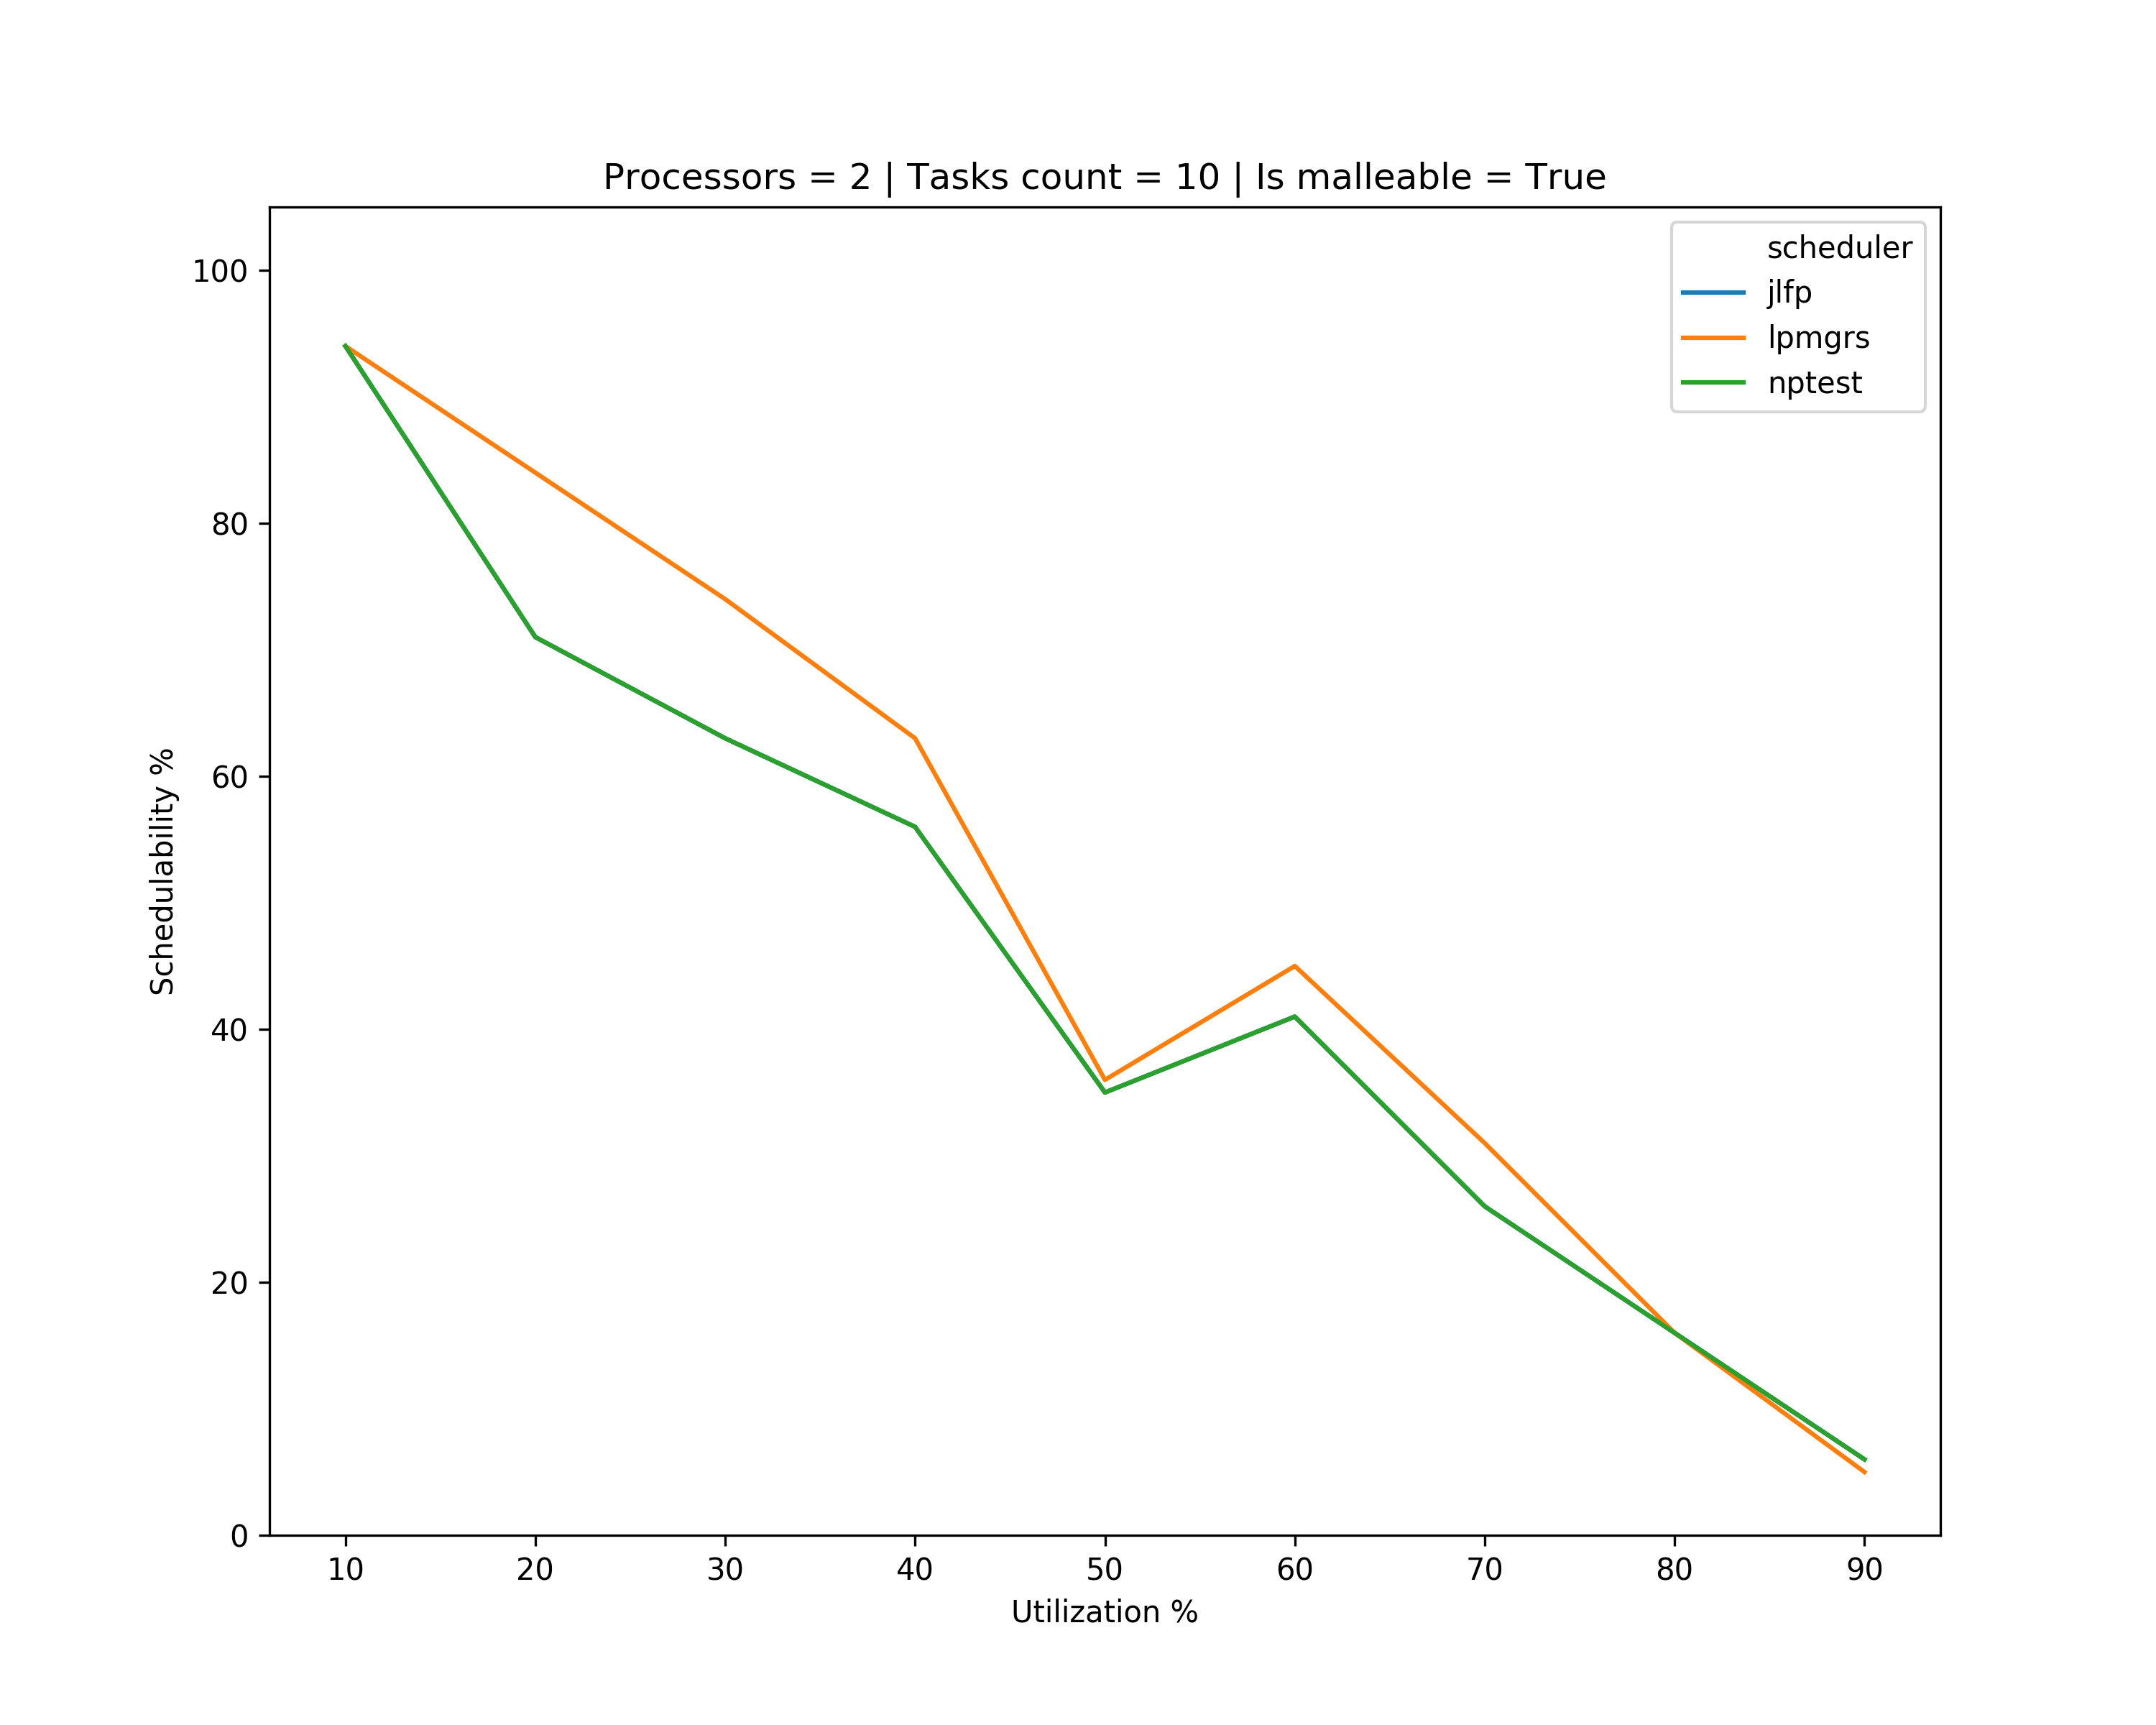 Processors = 2 | Tasks count = 10 | Is malleable = True
scheduler
jlfp
lpmgrs
nptest
Schedulability %
100
80
60
40
20
0
10 20 30 40 50 60 70 80 90
Utilization %